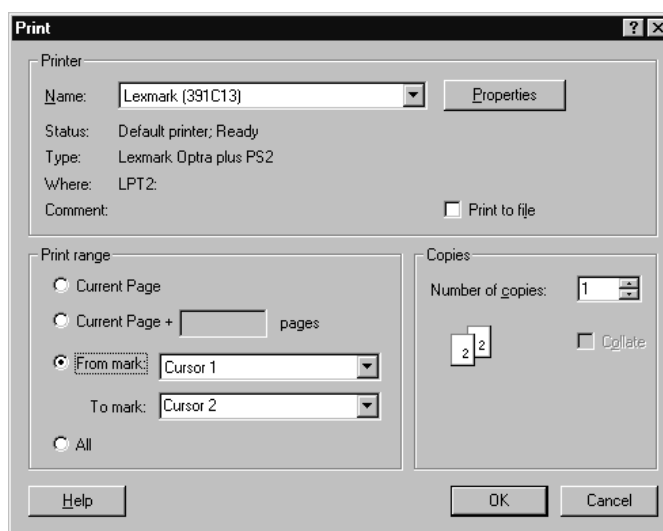 Print
Printer
Name: Lexmark (391C13) Properties
Status: Default printer; Ready
Type: Lexmark Optra plus PS2
Where: LPT2:
Comment: Print to file
Print range
Current Page
Current Page + pages
From mark: Cursor 1
To mark: Cursor 2
All
Copies
Number of copies: 1
2 2 Collate
Help OK Cancel